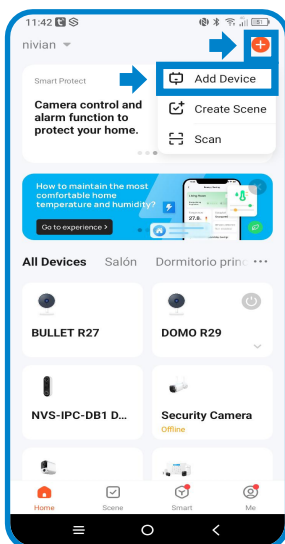 11:42
nivian
Smart Protect
Add Device
Camera control and
alarm function to
protect your home.
Create Scene
Scan
How to maintain the most
comfortable home
temperature and humidity?
Go to experience >
All Devices Salón Dormitorio princ
BULLET R27
DOMO R29
NVS-IPC-DB1 D...
Security Camera
Offline
Home Scene Smart Me